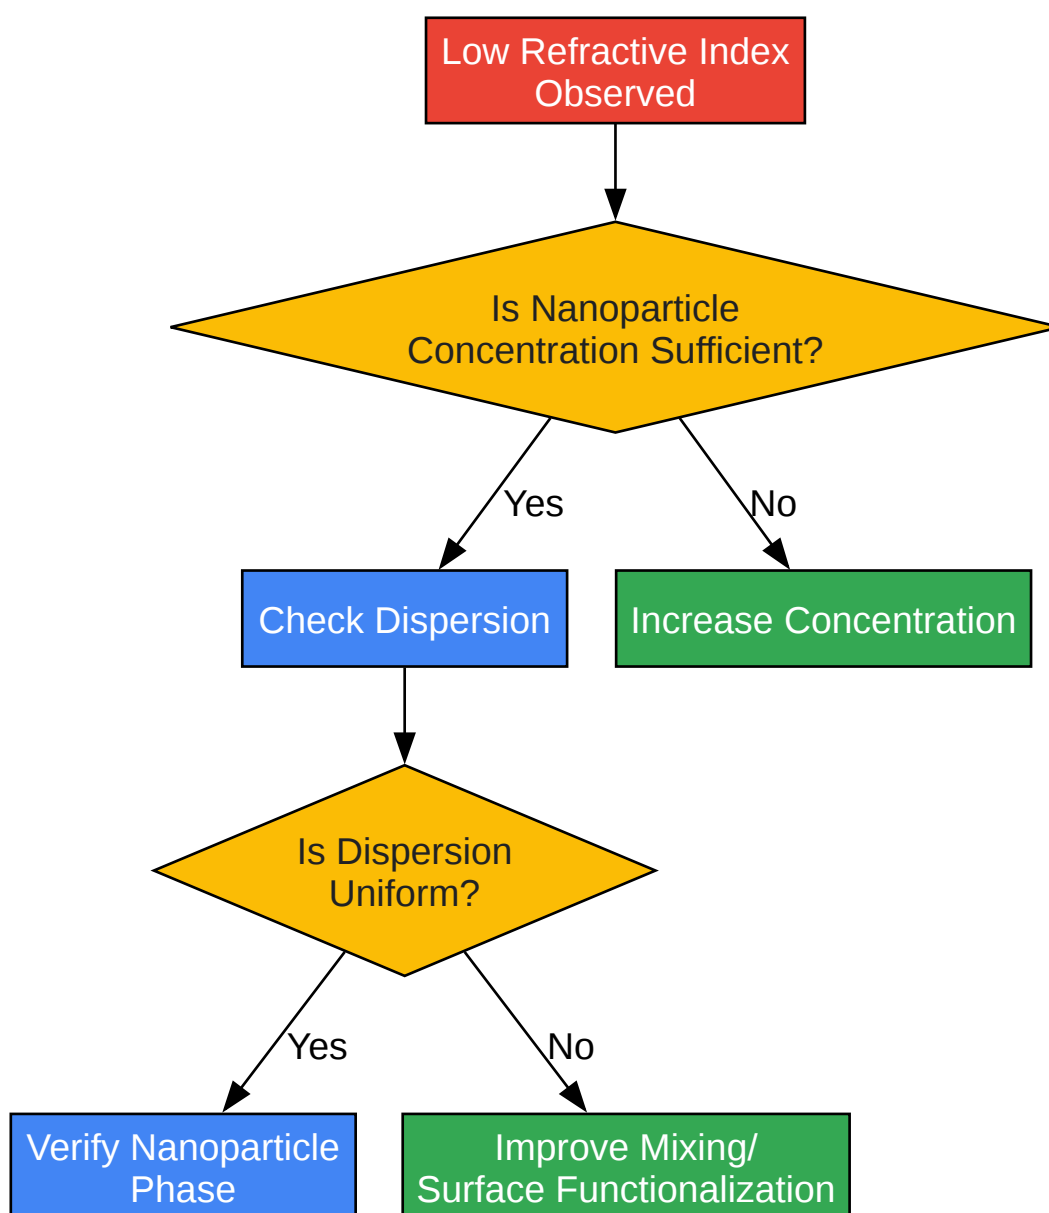 Low Refractive Index
Observed
Is Nanoparticle
Concentration Sufficient?
Yes
No
Check Dispersion
Increase Concentration
Is Dispersion
Uniform?
Yes
No
Verify Nanoparticle
Phase
Improve Mixing/
Surface Functionalization